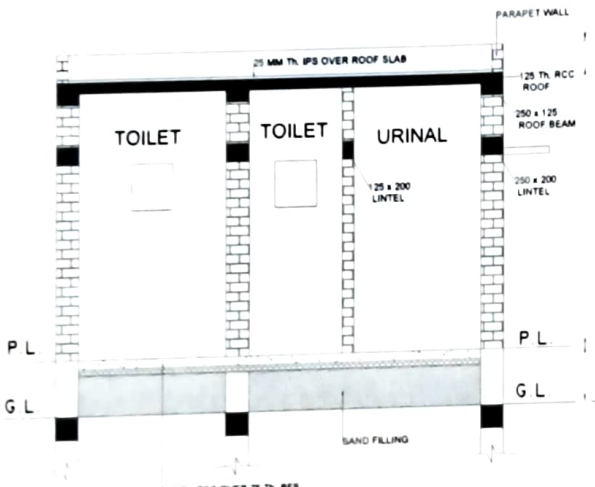 PARAPET WALL
25 MM Th. IPS OVER ROOF SLAB
125 Th. RCC
ROOF
250 x 125
ROOF BEAM
TOILET
TOILET
URINAL
125 x 200
LINTEL
250 x 200
LINTEL
P.L.
P.L.
G.L.
G.L.
SAND FILLING